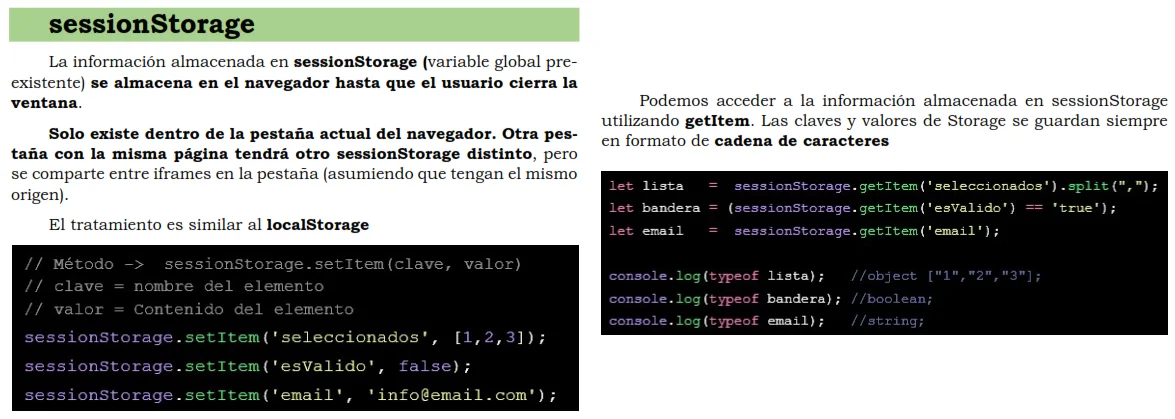 sessionStorage
La información almacenada en sessionStorage (variable global pre-
existente) se almacena en el navegador hasta que el usuario cierra la
ventana.
Solo existe dentro de la pestaña actual del navegador. Otra pes-
taña con la misma página tendrá otro sessionStorage distinto, pero
se comparte entre iframes en la pestaña (asumiendo que tengan el mismo
origen).
El tratamiento es similar al localStorage
// Método -> sessionStorage.setItem(clave, valor)
// clave = nombre del elemento
// valor = Contenido del elemento
sessionStorage.setItem('seleccionados', [1,2,3]);
sessionStorage.setItem('esValido', false);
sessionStorage.setItem('email', 'info@email.com');
Podemos acceder a la información almacenada en sessionStorage
utilizando getItem. Las claves y valores de Storage se guardan siempre
en formato de cadena de caracteres
let lista   =  sessionStorage.getItem('seleccionados').split(",");
let bandera = (sessionStorage.getItem('esValido') == 'true');
let email   =  sessionStorage.getItem('email');
console.log(typeof lista);   //object ["1","2","3"];
console.log(typeof bandera); //boolean;
console.log(typeof email);   //string;